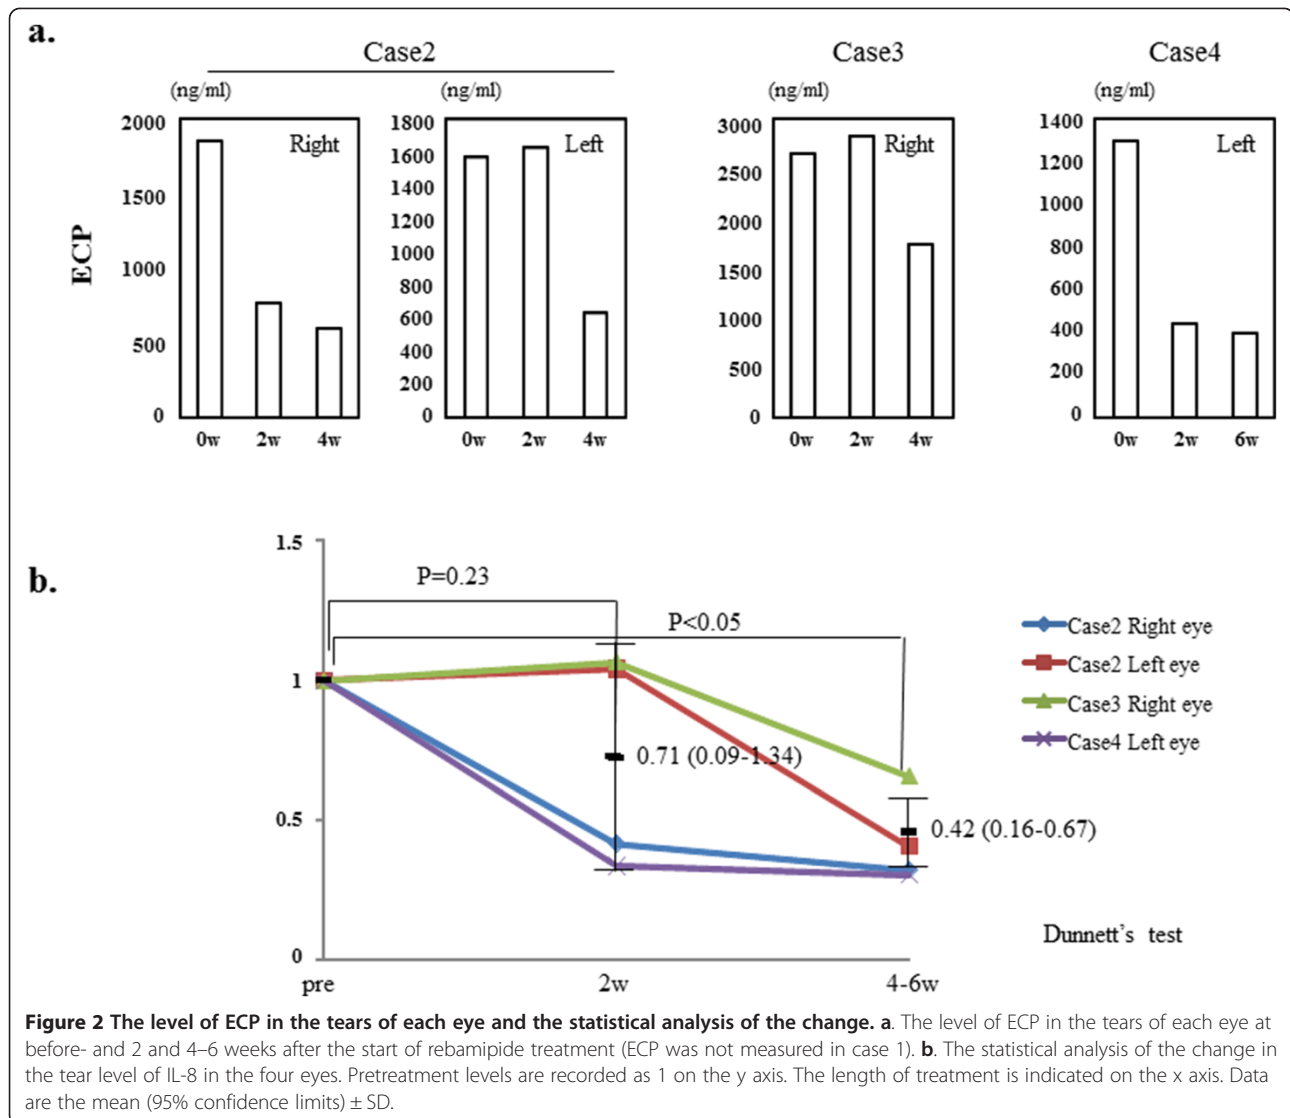 a.
Case2
Case3
Case4
(ng/ml)
(ng/ml)
(ng/ml)
(ng/ml)
ECP
2000
1500
1000
500
0
Right
0w 2w 4w
1800
1600
1400
1200
1000
800
600
400
200
0
Left
0w 2w 4w
3000
2500
2000
1500
1000
500
0
Right
0w 2w 4w
1400
1200
1000
800
600
400
200
0
Left
0w 2w 6w
b.
1.5
1
0.5
0
P=0.23
P<0.05
0.71 (0.09-1.34)
0.42 (0.16-0.67)
Case2 Right eye
Case2 Left eye
Case3 Right eye
Case4 Left eye
Dunnett's test
pre 2w 4-6w
Figure 2 The level of ECP in the tears of each eye and the statistical analysis of the change. a. The level of ECP in the tears of each eye at
before- and 2 and 4–6 weeks after the start of rebamipide treatment (ECP was not measured in case 1). b. The statistical analysis of the change in
the tear level of IL-8 in the four eyes. Pretreatment levels are recorded as 1 on the y axis. The length of treatment is indicated on the x axis. Data
are the mean (95% confidence limits) ± SD.